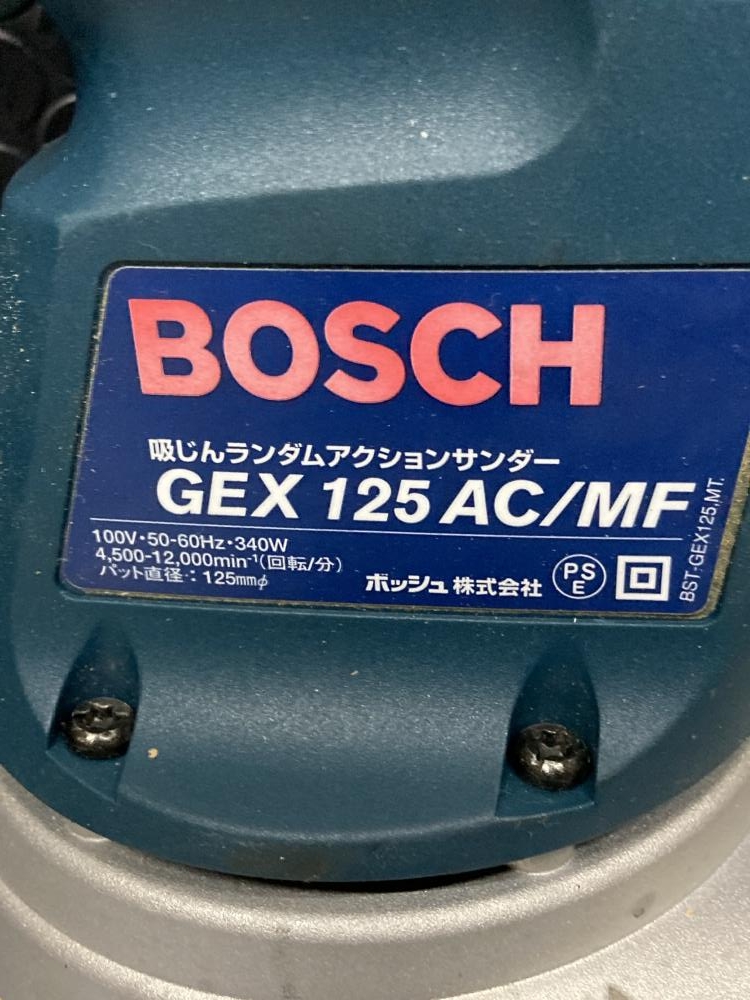 BOSCH
吸じんランダムアクションサンダー
GEX 125 AC/MF
100V・50-60Hz・340W
4,500-12,000min⁻¹(回転/分)
パット直径：125mmφ
ボッシュ 株式会社
PSE
BST.GEX125,MT.